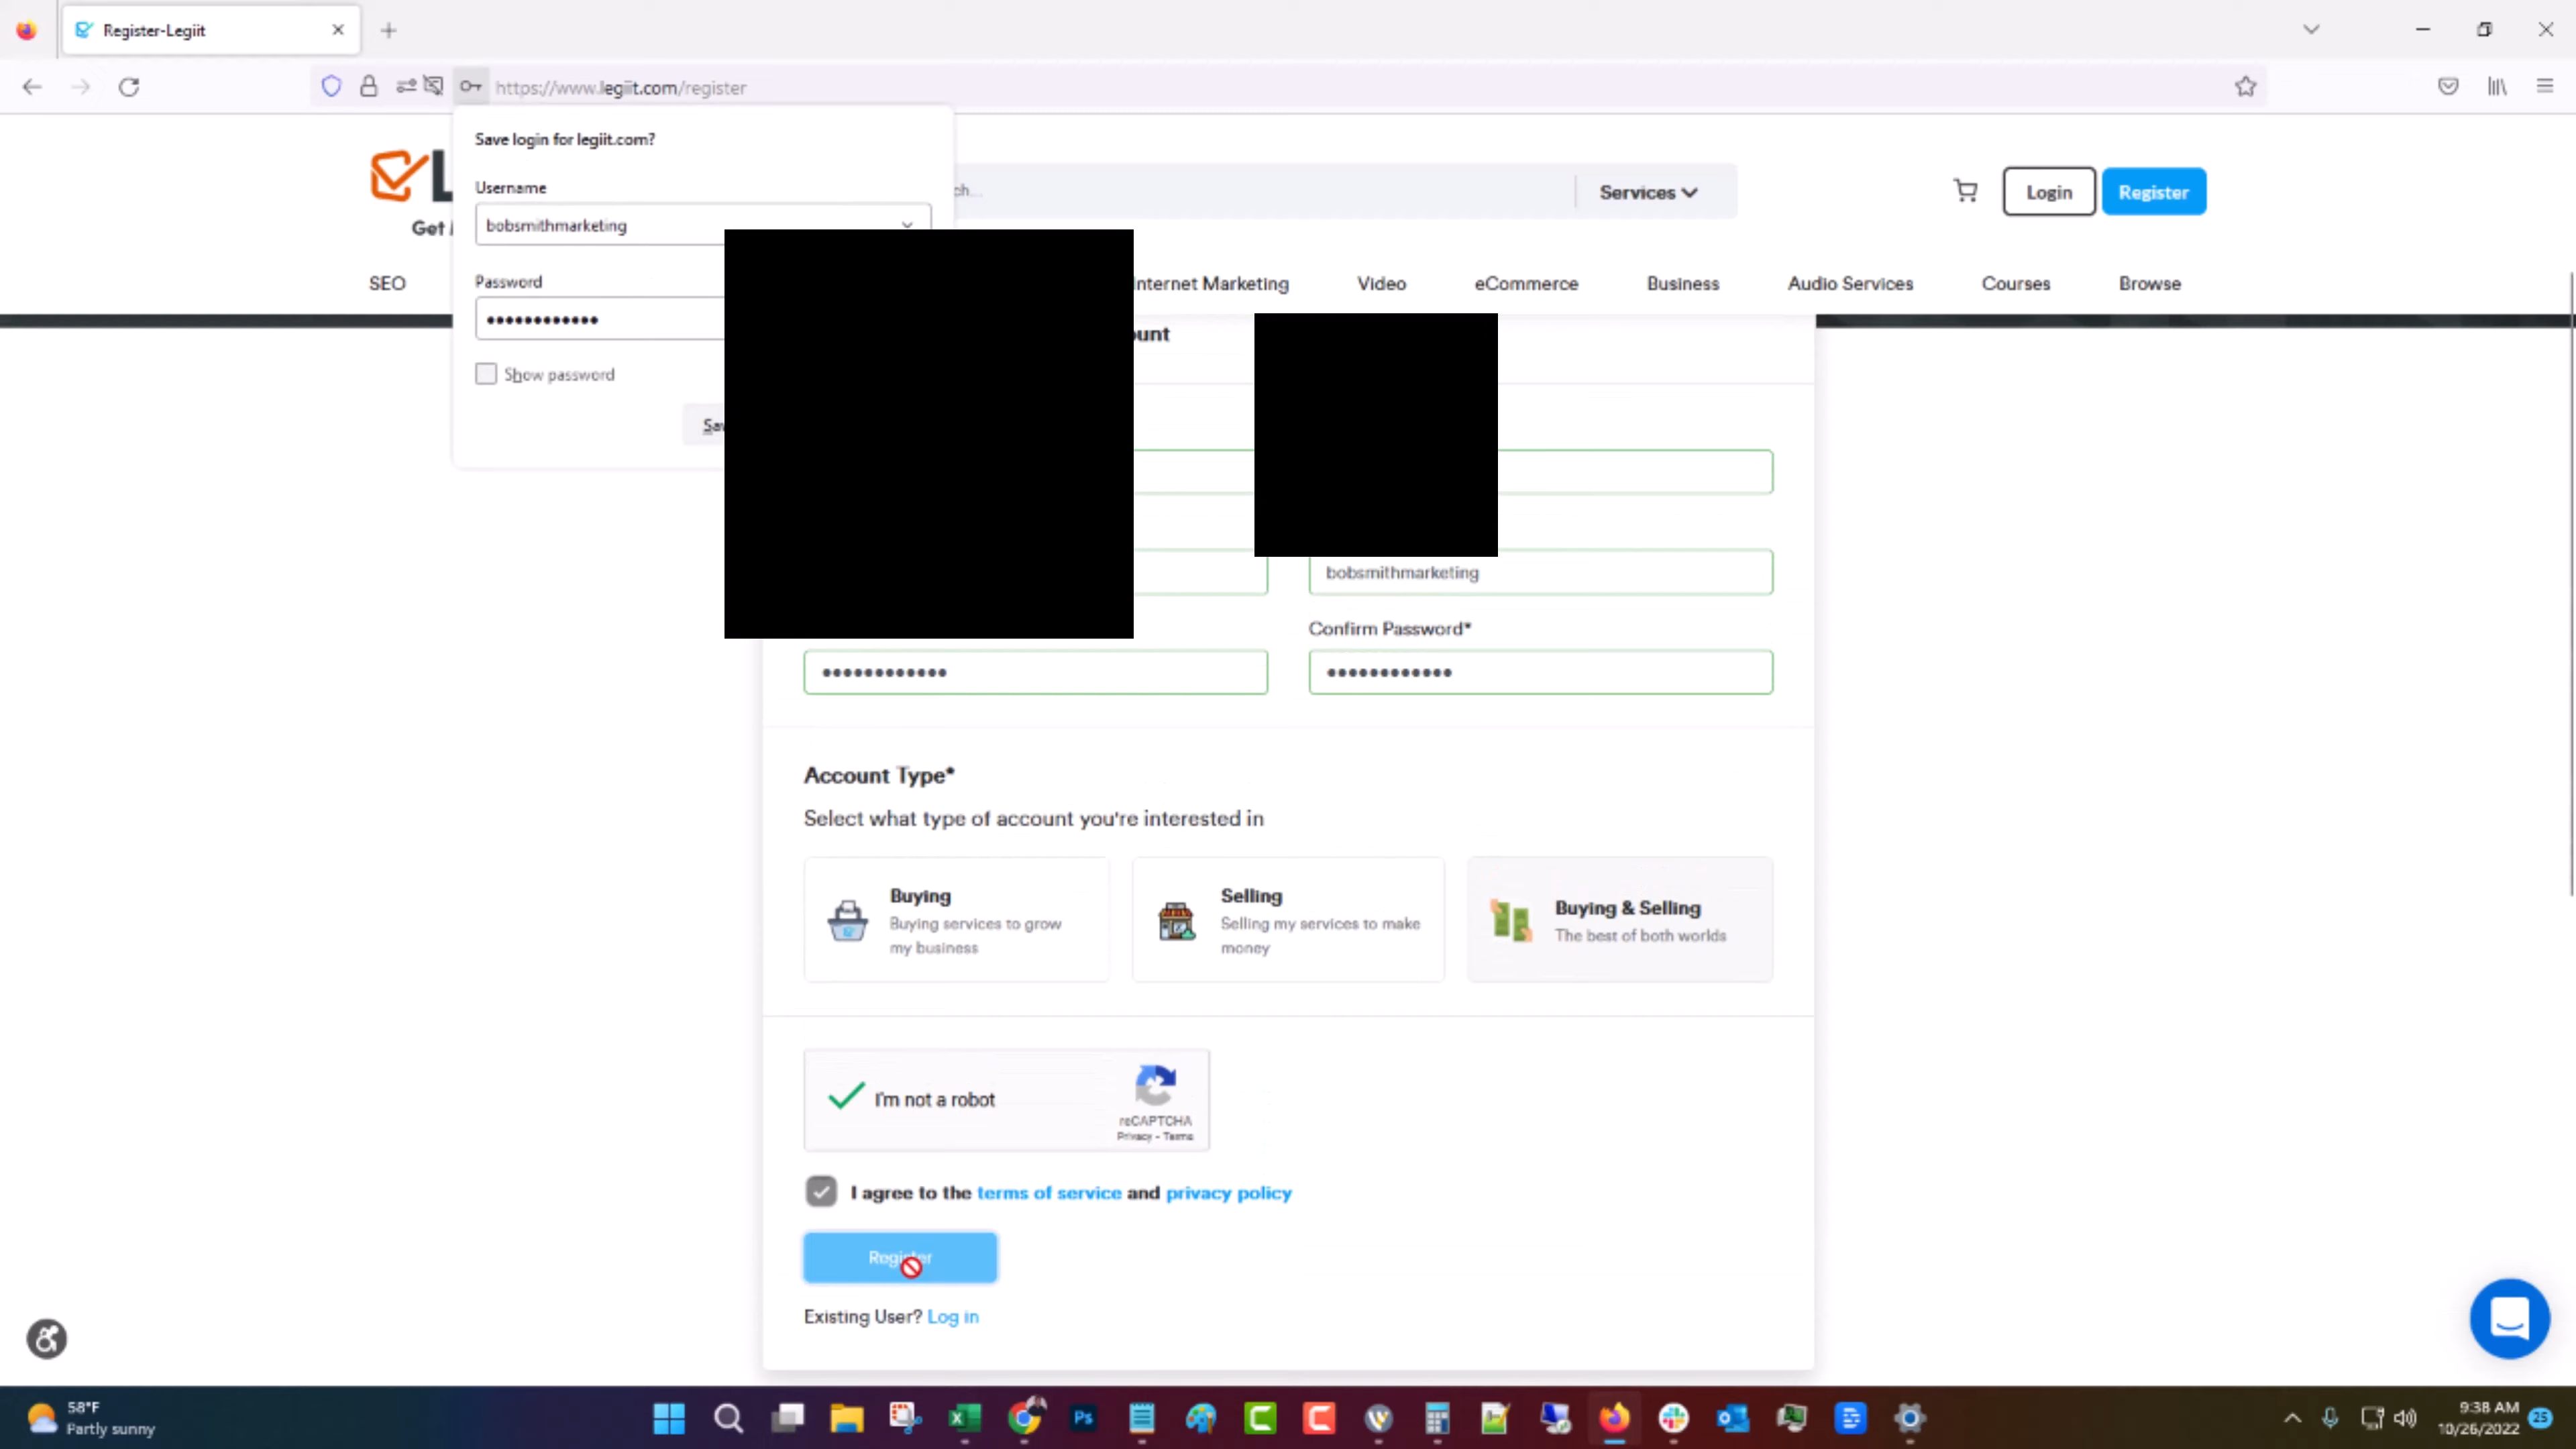 Register-Legiit
https://www.legiit.com/register
Save login for legiit.com?
Username
bobsmithmarketing
Password
••••••••••••
Show password
Get
Services
Login
Register
SEO
Internet Marketing
Video
eCommerce
Business
Audio Services
Courses
Browse
bobsmithmarketing
Confirm Password*
••••••••••••
••••••••••••
Account Type*
Select what type of account you're interested in
Buying
Buying services to grow
my business
Selling
Selling my services to make
money
Buying & Selling
The best of both worlds
I'm not a robot
reCAPTCHA
Privacy - Terms
I agree to the terms of service and privacy policy
Register
Existing User? Log in
58°F
Partly sunny
Ps
9:38 AM
10/26/2022
25